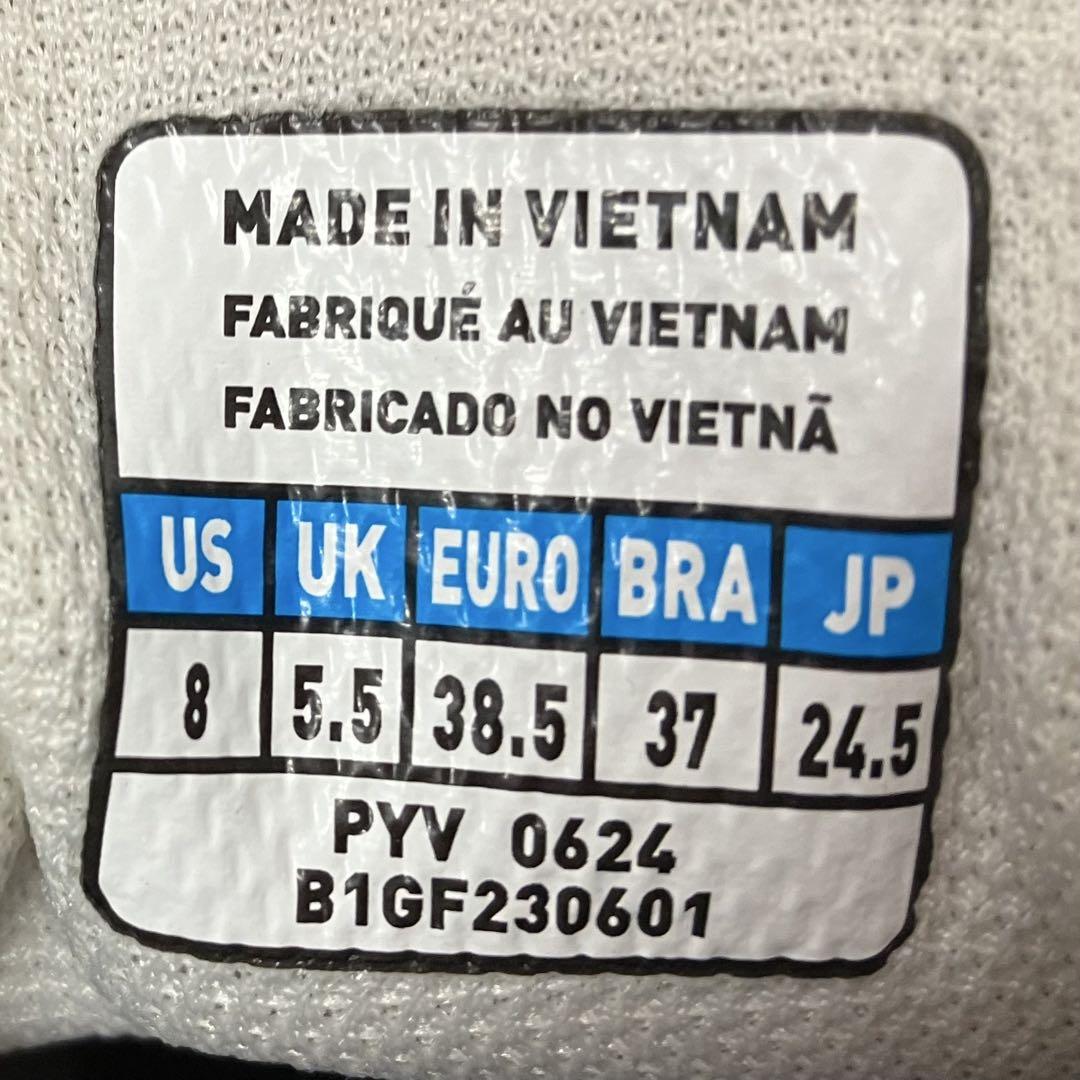 MADE IN VIETNAM
FABRIQUÉ AU VIETNAM
FABRICADO NO VIETNÃ
US UK EURO BRA JP
8 5.5 38.5 37 24.5
PYV 0624
B1GF230601